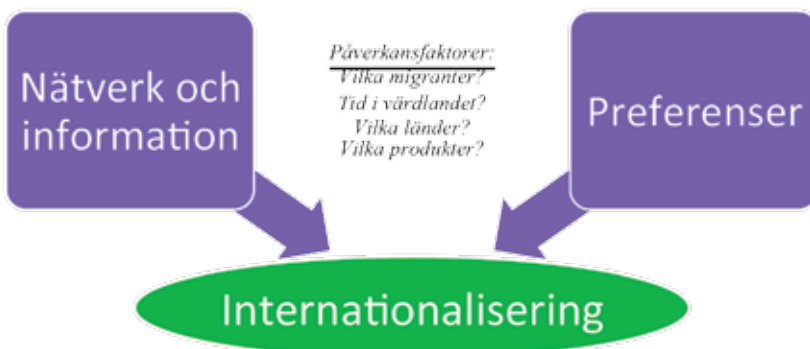 Nätverk och
information
Påverkansfaktorer:
Vilka migranter?
Tid i värdlandet?
Vilka länder?
Vilka produkter?
Preferenser
Internationalisering